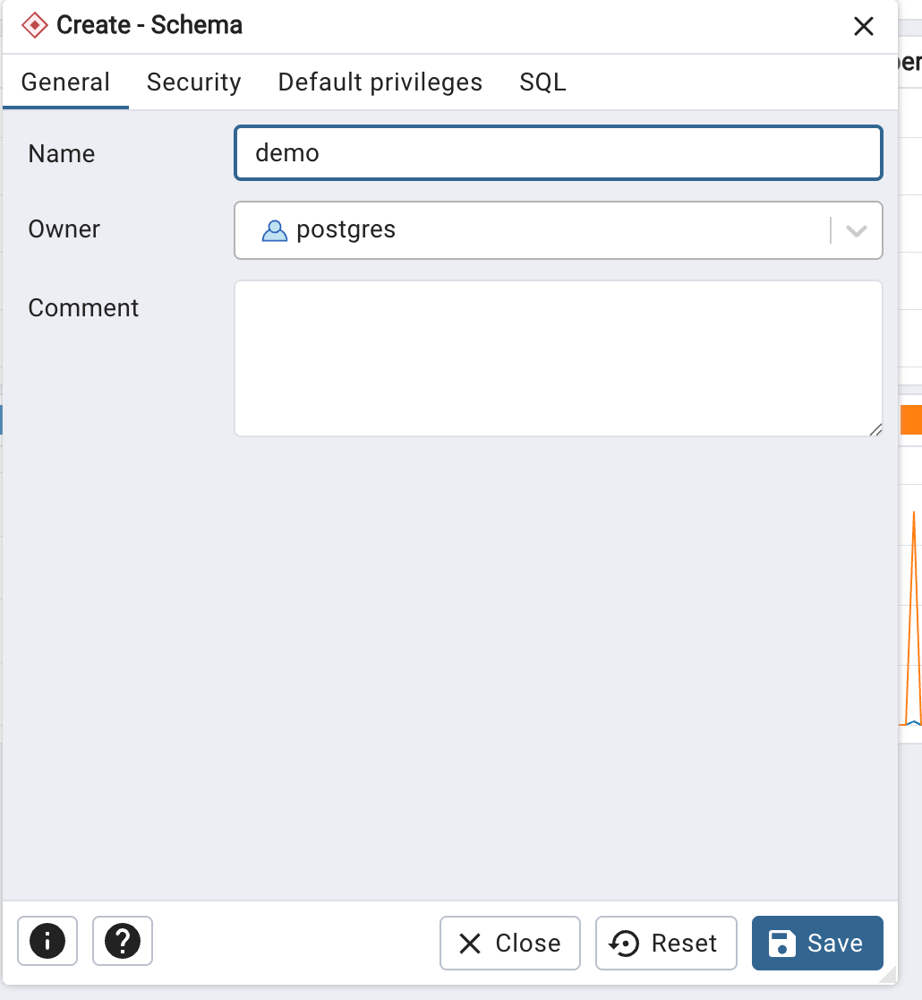 Create - Schema
General Security Default privileges SQL
Name demo
Owner postgres
Comment
Close Reset Save